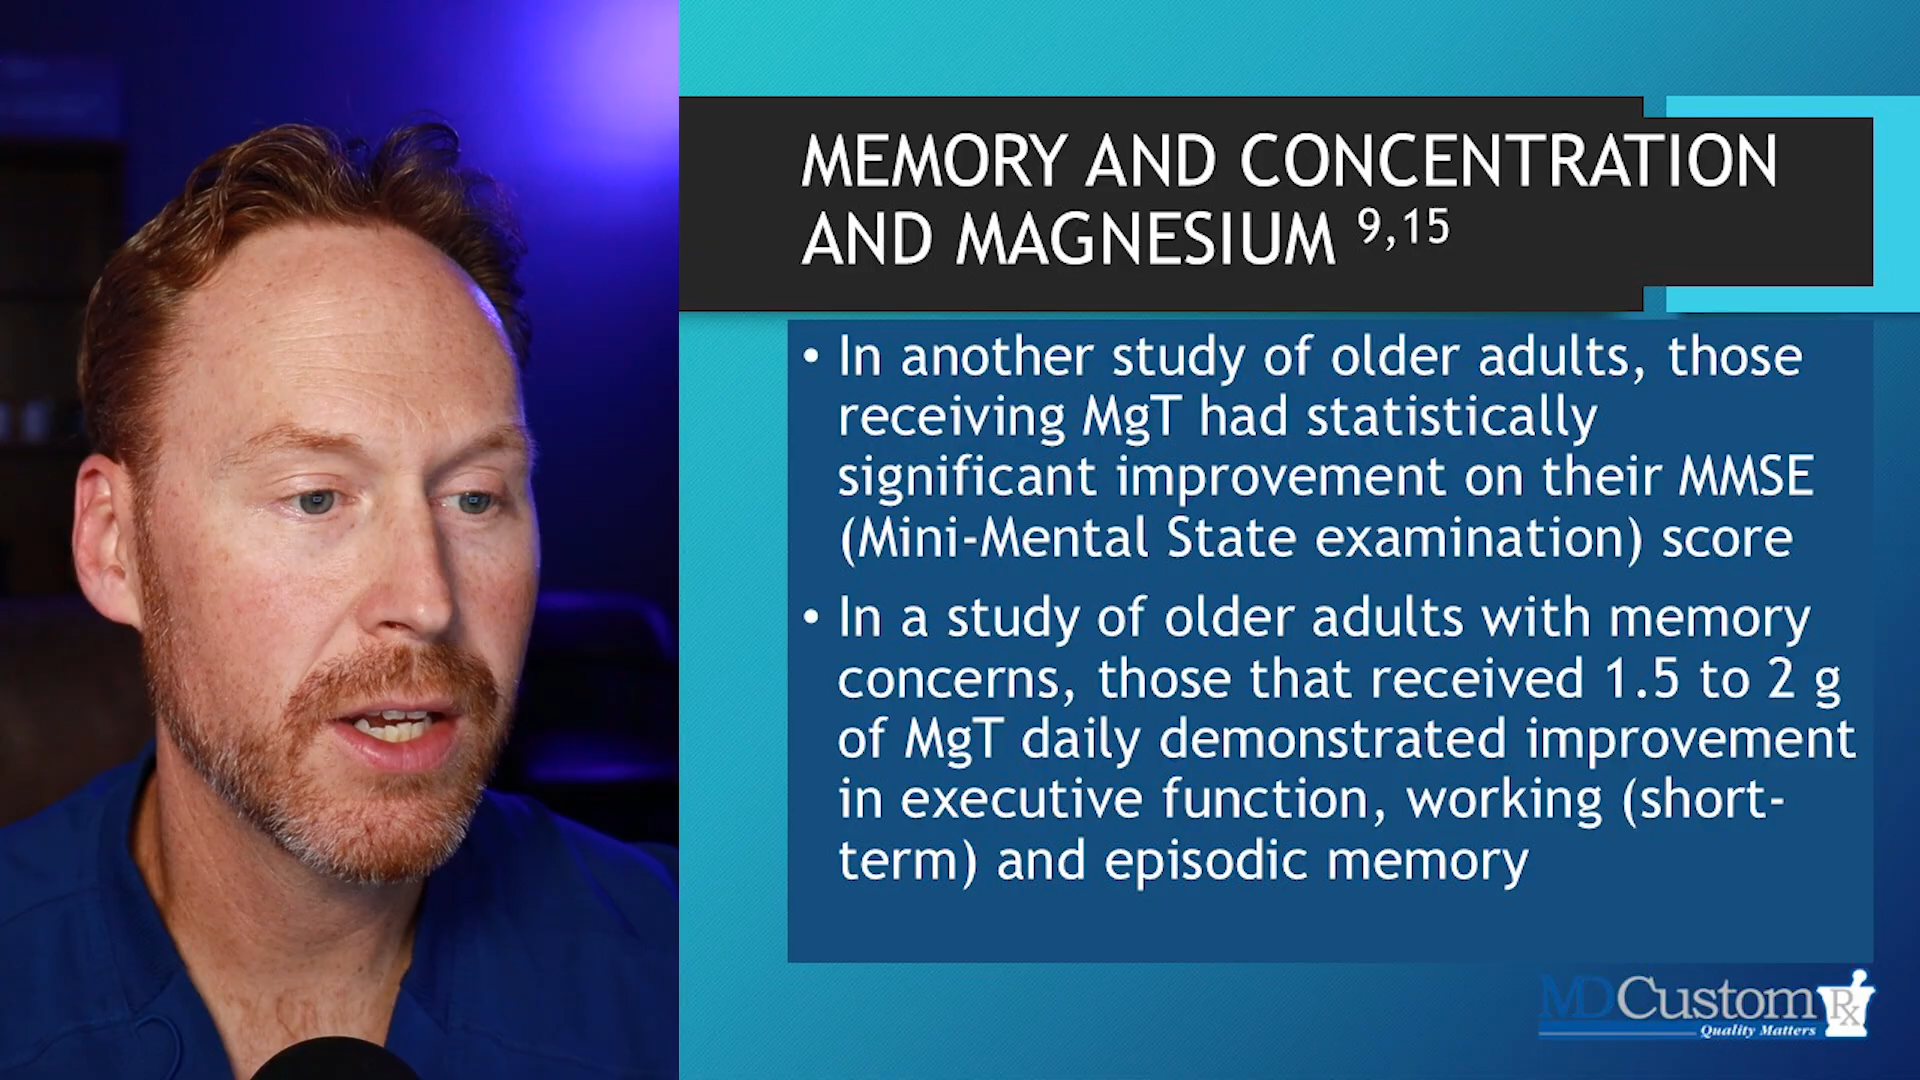 MEMORY AND CONCENTRATION
AND MAGNESIUM 9,15
• In another study of older adults, those
receiving MgT had statistically
significant improvement on their MMSE
(Mini-Mental State examination) score
• In a study of older adults with memory
concerns, those that received 1.5 to 2 g
of MgT daily demonstrated improvement
in executive function, working (short-
term) and episodic memory
MDCustom Rx
Quality Matters